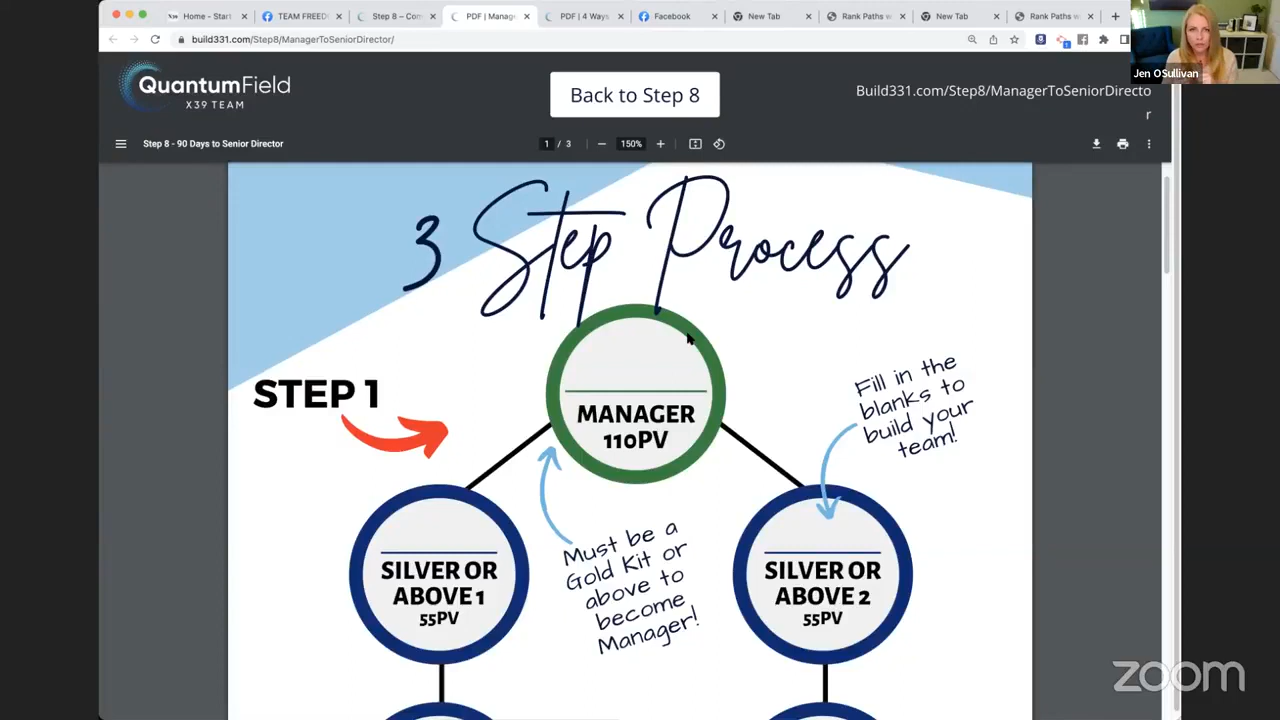 Home - Start
TEAM FREED
Step 8 – Com
PDF | Manag
PDF | 4 Ways
Facebook
New Tab
Rank Paths w
New Tab
Rank Paths w
build331.com/Step8/ManagerToSeniorDirector/
Jen OSullivan
QuantumField
X39 TEAM
Back to Step 8
Build331.com/Step8/ManagerToSeniorDirecto
r
Step 8 - 90 Days to Senior Director
1 / 3
150%
3 Step Process
STEP 1
MANAGER
110PV
Fill in the
blanks to
build your
team!
Must be a
Gold Kit or
above to
become
Manager!
SILVER OR
ABOVE 1
55PV
SILVER OR
ABOVE 2
55PV
zoom